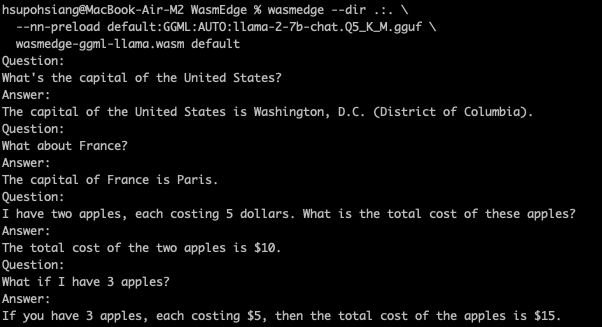 hsupohsiang@MacBook-Air-M2 WasmEdge % wasmedge --dir .:. \
  --nn-preload default:GGML:AUTO:llama-2-7b-chat.Q5_K_M.gguf \
  wasmedge-ggml-llama.wasm default
Question:
What's the capital of the United States?
Answer:
The capital of the United States is Washington, D.C. (District of Columbia).
Question:
What about France?
Answer:
The capital of France is Paris.
Question:
I have two apples, each costing 5 dollars. What is the total cost of these apples?
Answer:
The total cost of the two apples is $10.
Question:
What if I have 3 apples?
Answer:
If you have 3 apples, each costing $5, then the total cost of the apples is $15.